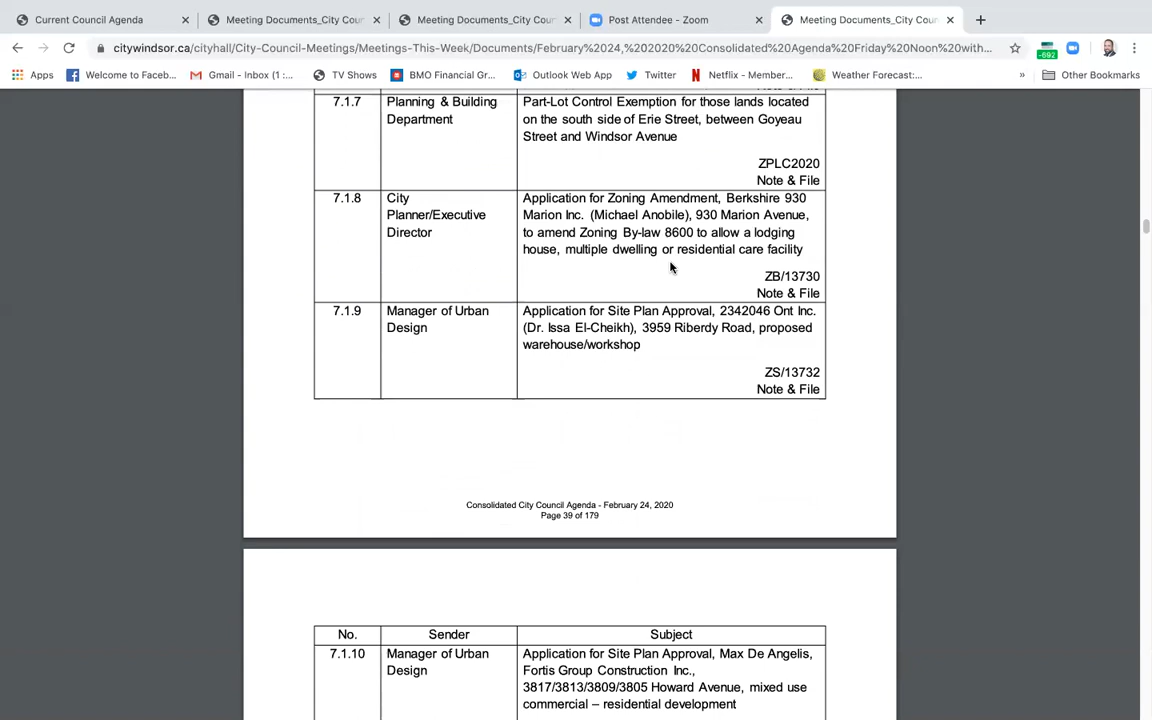 Current Council Agenda
Meeting Documents_City Cou
Meeting Documents_City Cou
Post Attendee - Zoom
Meeting Documents_City Cou
citywindsor.ca/cityhall/City-Council-Meetings/Meetings-This-Week/Documents/February%2024,%202020%20Consolidated%20Agenda%20Friday%20Noon%20with...
-692
Apps
Welcome to Faceb...
Gmail - Inbox (1 :...
TV Shows
BMO Financial Gr...
Outlook Web App
Twitter
Netflix - Member...
Weather Forecast:...
»
Other Bookmarks
7.1.7
Planning & Building
Department
Part-Lot Control Exemption for those lands located
on the south side of Erie Street, between Goyeau
Street and Windsor Avenue
ZPLC2020
Note & File
7.1.8
City
Planner/Executive
Director
Application for Zoning Amendment, Berkshire 930
Marion Inc. (Michael Anobile), 930 Marion Avenue,
to amend Zoning By-law 8600 to allow a lodging
house, multiple dwelling or residential care facility
ZB/13730
Note & File
7.1.9
Manager of Urban
Design
Application for Site Plan Approval, 2342046 Ont Inc.
(Dr. Issa El-Cheikh), 3959 Riberdy Road, proposed
warehouse/workshop
ZS/13732
Note & File
Consolidated City Council Agenda - February 24, 2020
Page 39 of 179
No.
Sender
Subject
7.1.10
Manager of Urban
Design
Application for Site Plan Approval, Max De Angelis,
Fortis Group Construction Inc.,
3817/3813/3809/3805 Howard Avenue, mixed use
commercial – residential development